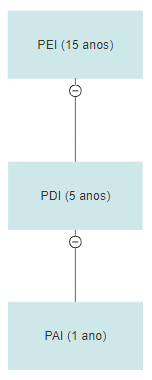 PEI (15 anos)
PDI (5 anos)
PAI (1 ano)